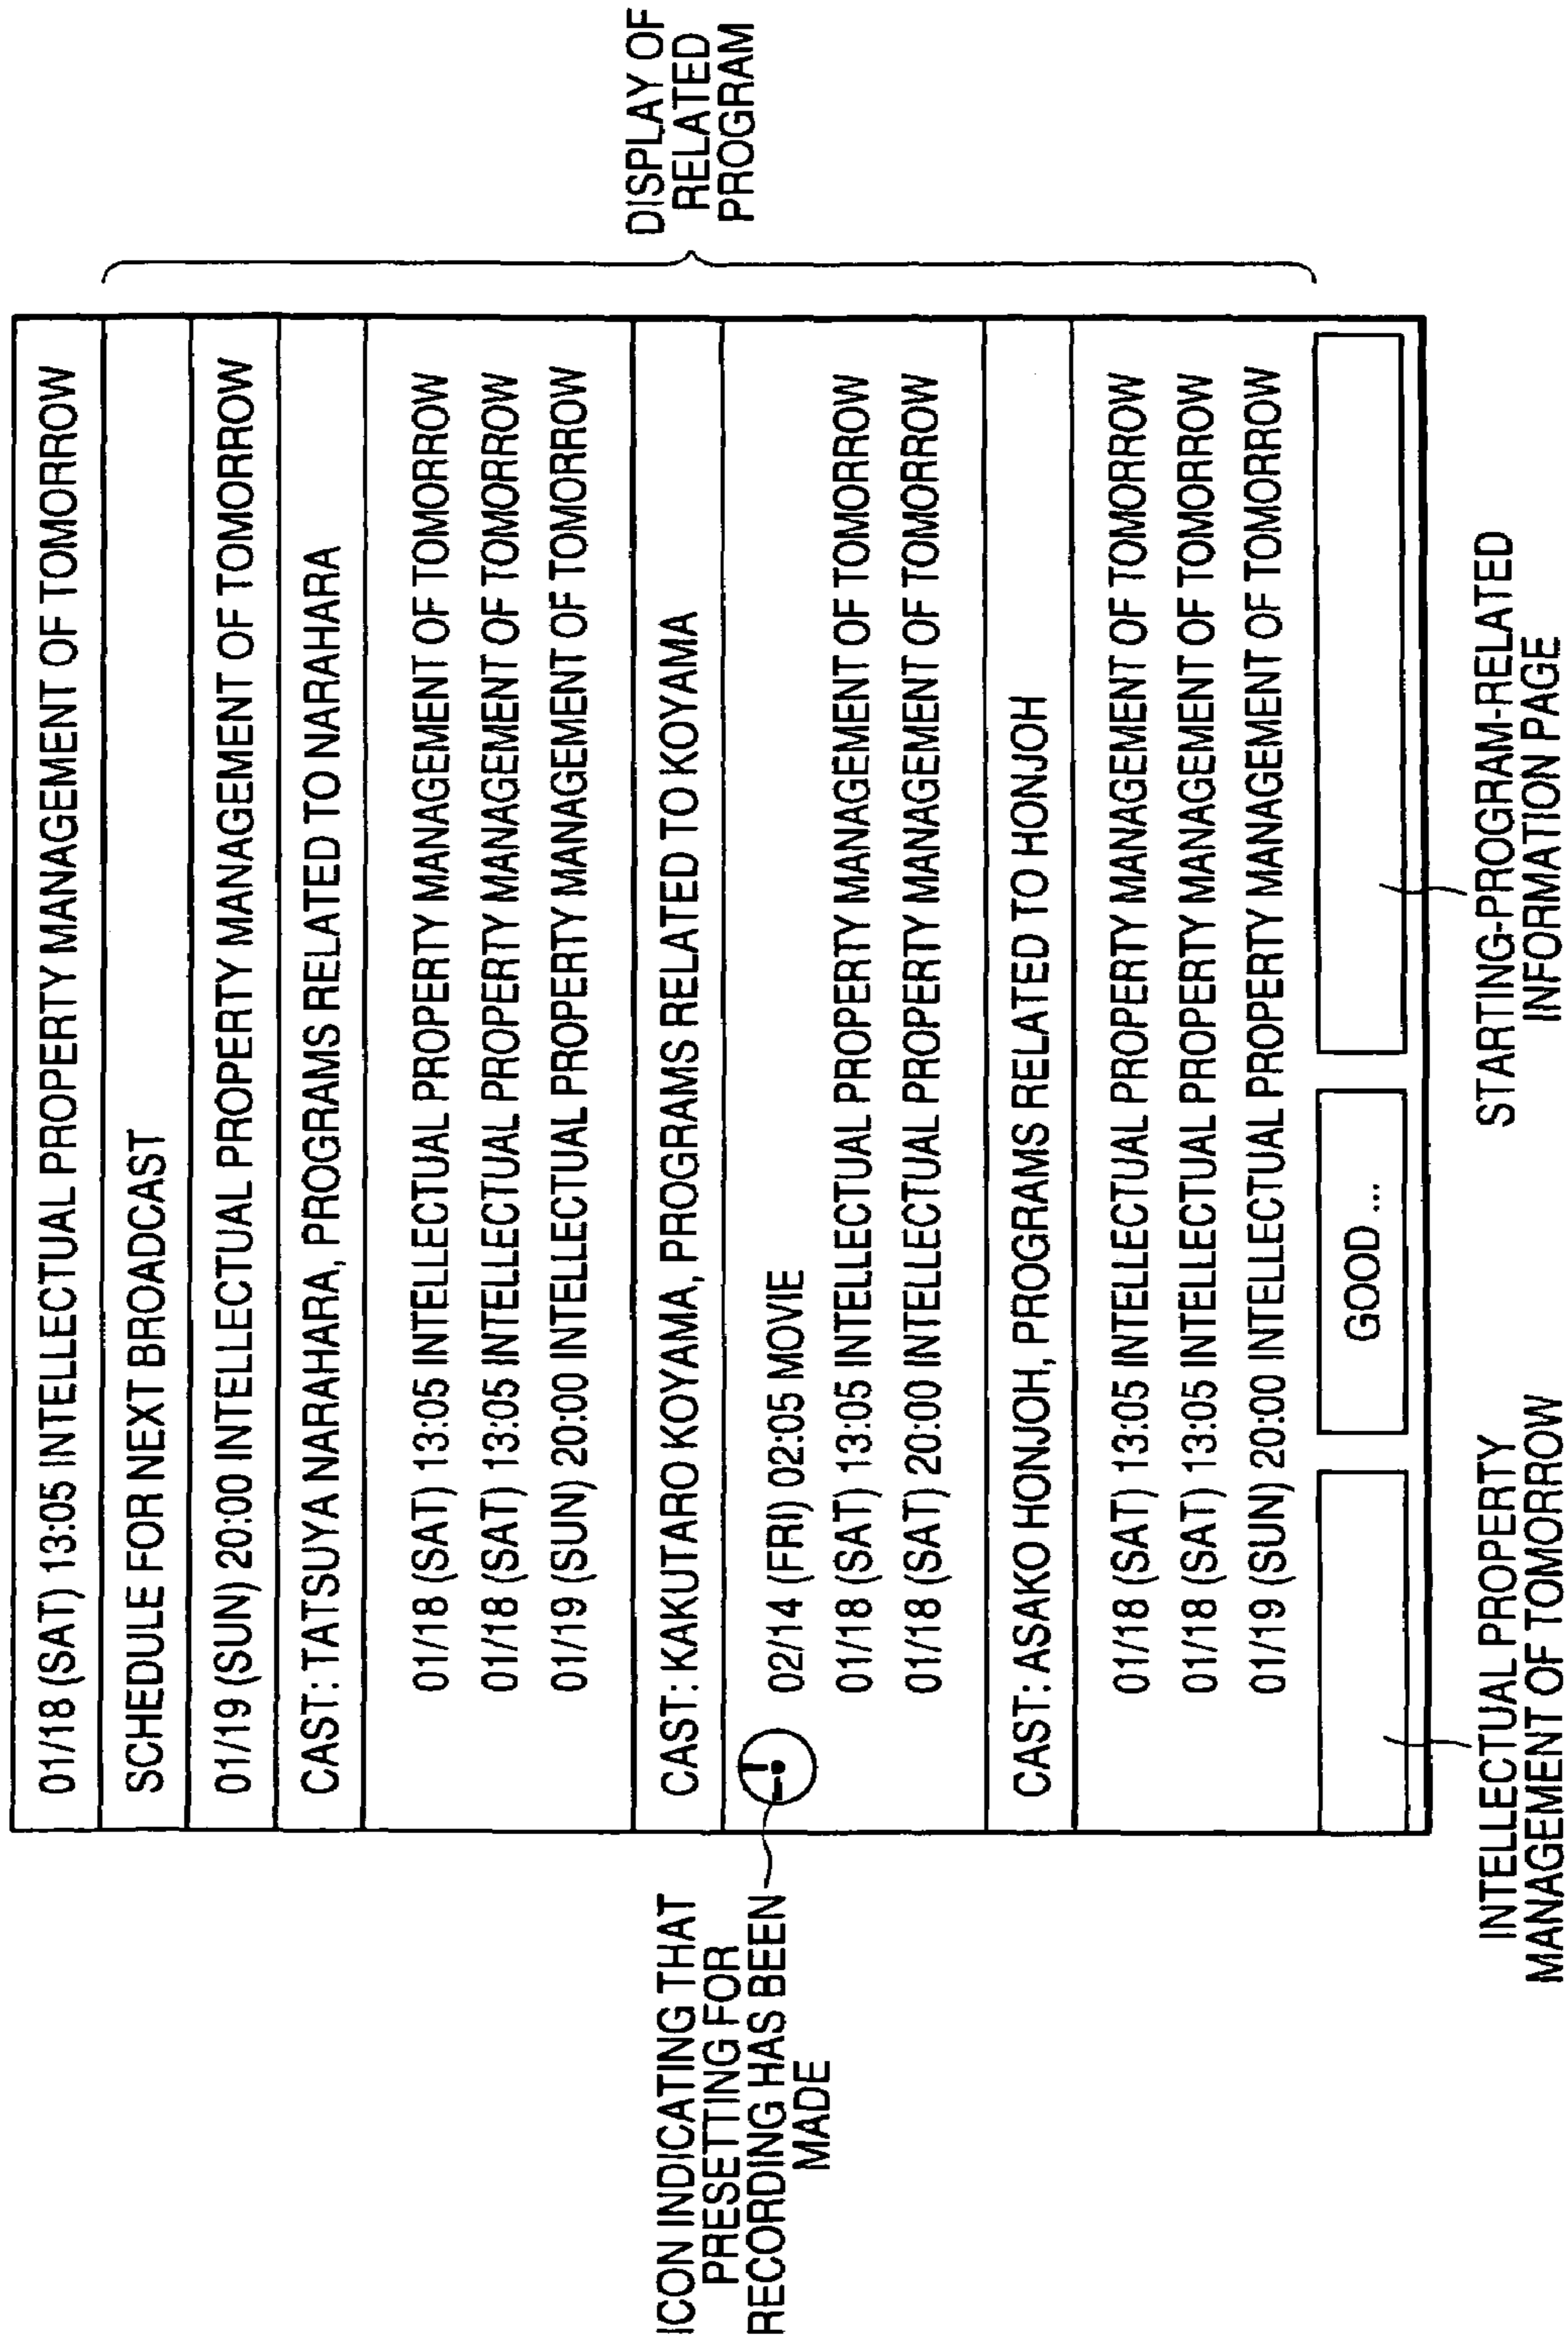 01/18 (SAT) 13:05 INTELLECTUAL PROPERTY MANAGEMENT OF TOMORROW
SCHEDULE FOR NEXT BROADCAST
01/19 (SUN) 20:00 INTELLECTUAL PROPERTY MANAGEMENT OF TOMORROW
CAST: TATSUYA NARAHARA, PROGRAMS RELATED TO NARAHARA
01/18 (SAT) 13:05 INTELLECTUAL PROPERTY MANAGEMENT OF TOMORROW
01/18 (SAT) 13:05 INTELLECTUAL PROPERTY MANAGEMENT OF TOMORROW
01/19 (SUN) 20:00 INTELLECTUAL PROPERTY MANAGEMENT OF TOMORROW
CAST: KAKUTARO KOYAMA, PROGRAMS RELATED TO KOYAMA
02/14 (FRI) 02:05 MOVIE
01/18 (SAT) 13:05 INTELLECTUAL PROPERTY MANAGEMENT OF TOMORROW
01/18 (SAT) 20:00 INTELLECTUAL PROPERTY MANAGEMENT OF TOMORROW
CAST: ASAKO HONJOH, PROGRAMS RELATED TO HONJOH
01/18 (SAT) 13:05 INTELLECTUAL PROPERTY MANAGEMENT OF TOMORROW
01/18 (SAT) 13:05 INTELLECTUAL PROPERTY MANAGEMENT OF TOMORROW
01/19 (SUN) 20:00 INTELLECTUAL PROPERTY MANAGEMENT OF TOMORROW
GOOD ...
ICON INDICATING THAT
PRESETTING FOR
RECORDING HAS BEEN
MADE
DISPLAY OF
RELATED
PROGRAM
INTELLECTUAL PROPERTY
MANAGEMENT OF TOMORROW
STARTING-PROGRAM-RELATED
INFORMATION PAGE